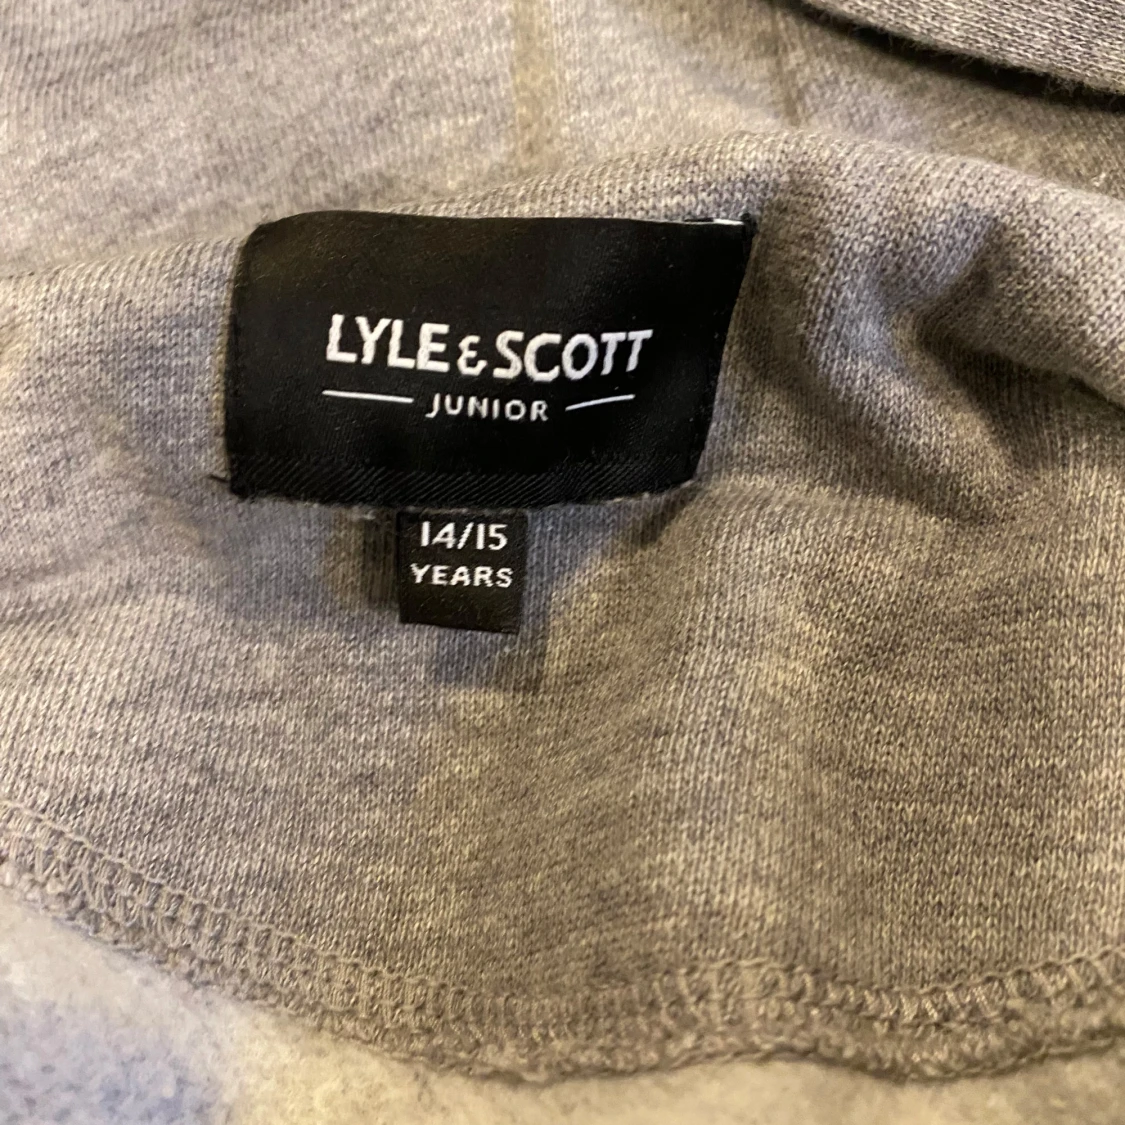 LYLE & SCOTT
JUNIOR
14/15
YEARS